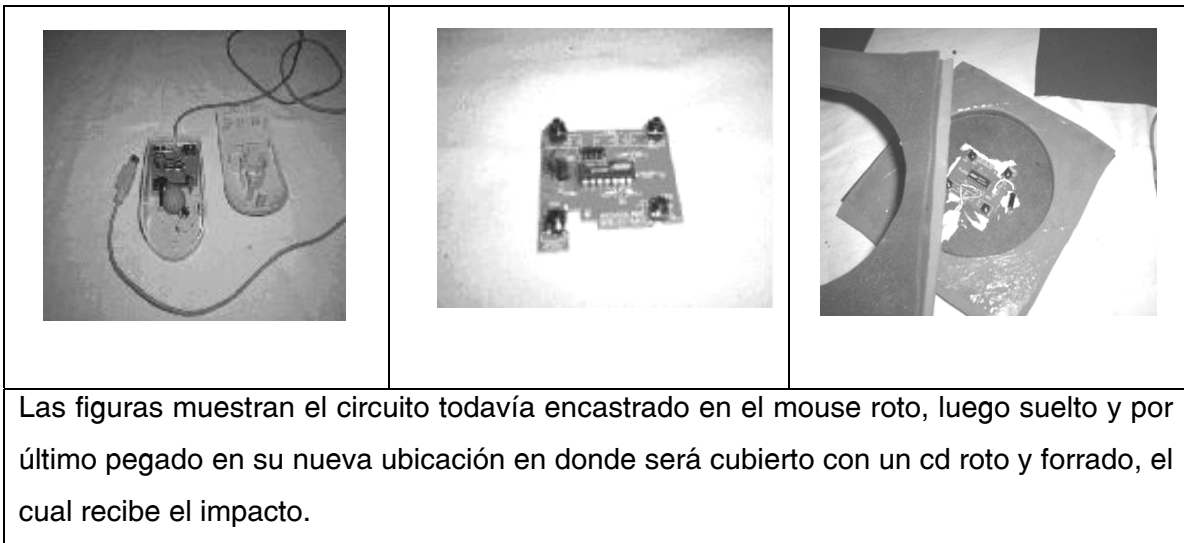 Las figuras muestran el circuito todavía encastrado en el mouse roto, luego suelto y por
último pegado en su nueva ubicación en donde será cubierto con un cd roto y forrado, el
cual recibe el impacto.